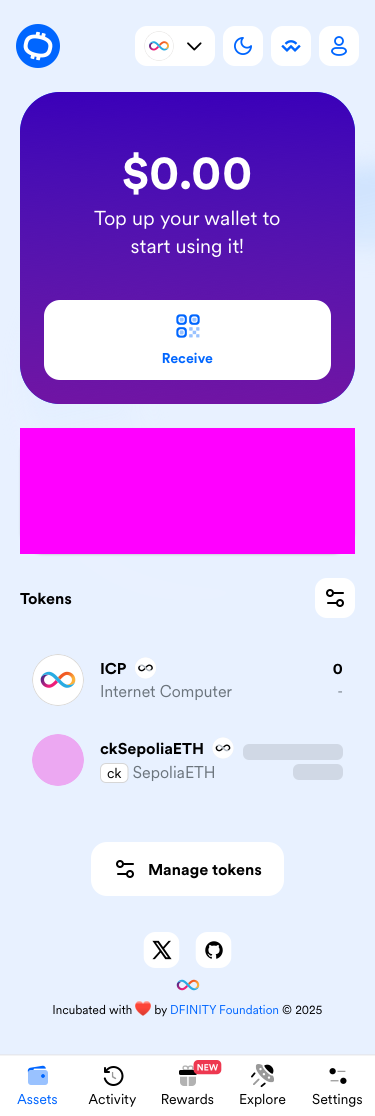 $0.00
Top up your wallet to
start using it!
Receive
Tokens
ICP
0
Internet Computer
-
ckSepoliaETH
ck SepoliaETH
Manage tokens
Incubated with ❤️ by DFINITY Foundation © 2025
NEW
Assets Activity Rewards Explore Settings